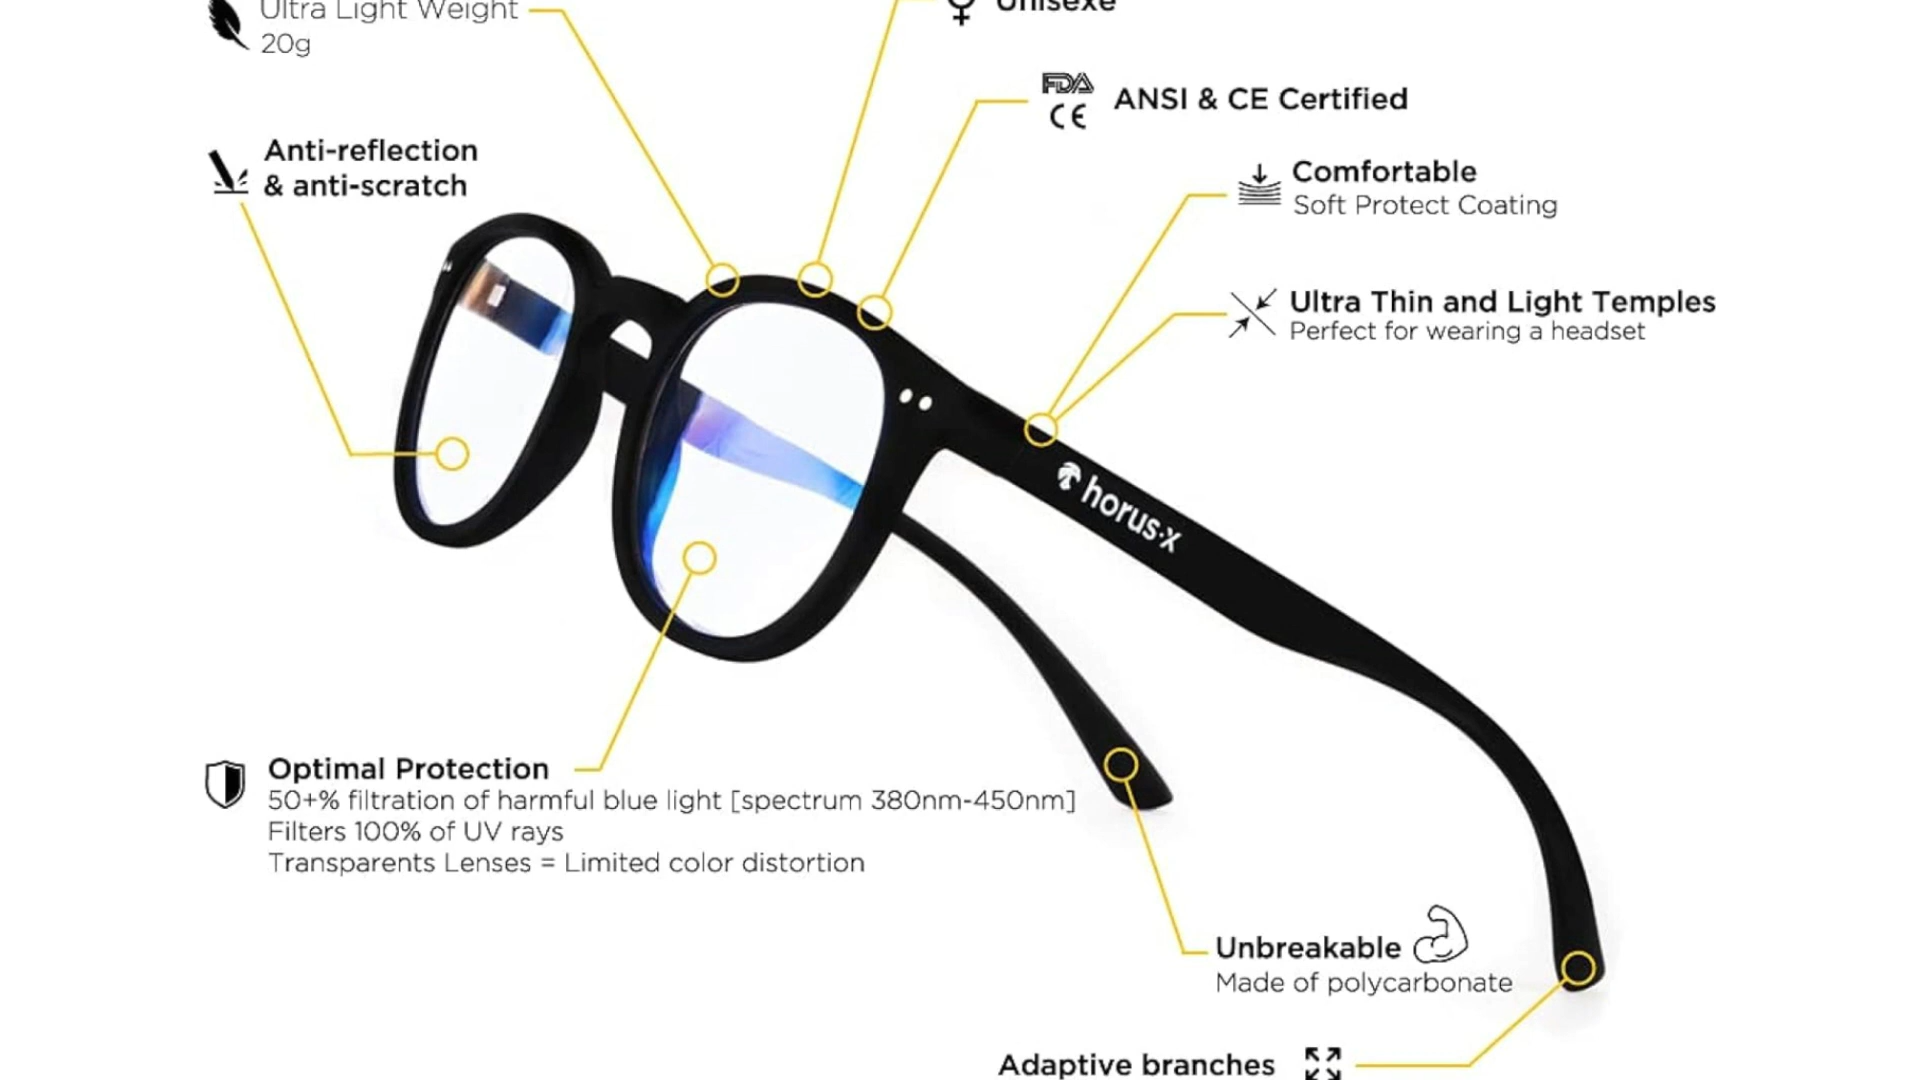 Ultra Light Weight
20g
Unisexe
FDA
CE
ANSI & CE Certified
Anti-reflection
& anti-scratch
Comfortable
Soft Protect Coating
Ultra Thin and Light Temples
Perfect for wearing a headset
horus·x
Optimal Protection
50+% filtration of harmful blue light [spectrum 380nm-450nm]
Filters 100% of UV rays
Transparents Lenses = Limited color distortion
Unbreakable
Made of polycarbonate
Adaptive branches